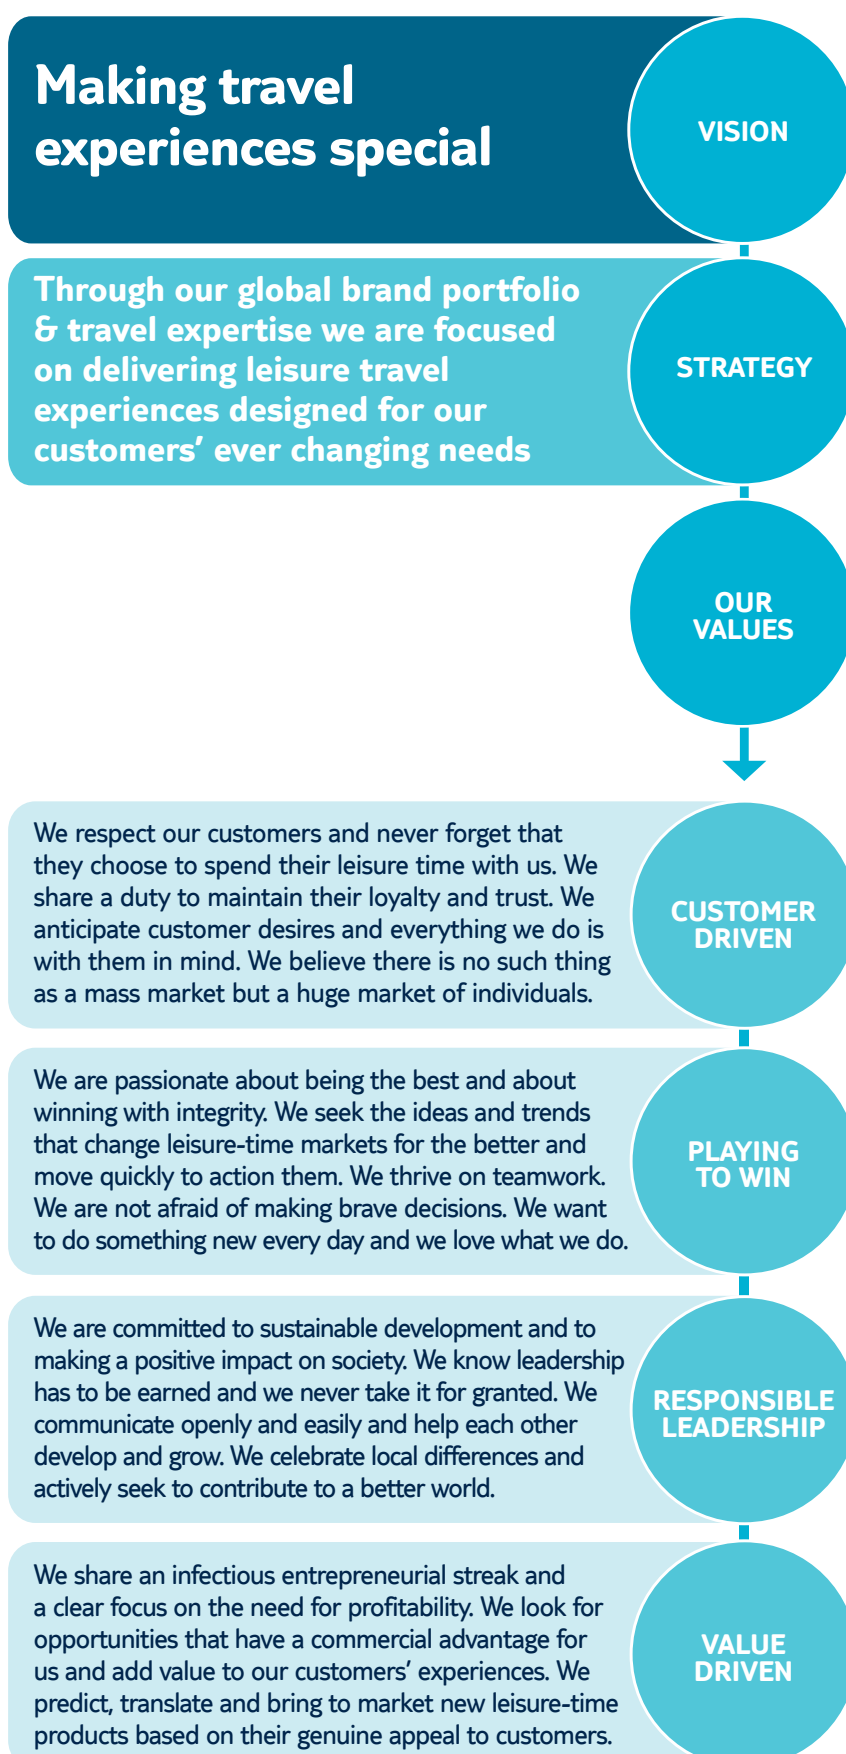 Making travel
experiences special
VISION
Through our global brand portfolio
& travel expertise we are focused
on delivering leisure travel
experiences designed for our
customers’ ever changing needs
STRATEGY
OUR
VALUES
We respect our customers and never forget that
they choose to spend their leisure time with us. We
share a duty to maintain their loyalty and trust. We
anticipate customer desires and everything we do is
with them in mind. We believe there is no such thing
as a mass market but a huge market of individuals.
CUSTOMER
DRIVEN
We are passionate about being the best and about
winning with integrity. We seek the ideas and trends
that change leisure-time markets for the better and
move quickly to action them. We thrive on teamwork.
We are not afraid of making brave decisions. We want
to do something new every day and we love what we do.
PLAYING
TO WIN
We are committed to sustainable development and to
making a positive impact on society. We know leadership
has to be earned and we never take it for granted. We
communicate openly and easily and help each other
develop and grow. We celebrate local differences and
actively seek to contribute to a better world.
RESPONSIBLE
LEADERSHIP
We share an infectious entrepreneurial streak and
a clear focus on the need for profitability. We look for
opportunities that have a commercial advantage for
us and add value to our customers’ experiences. We
predict, translate and bring to market new leisure-time
products based on their genuine appeal to customers.
VALUE
DRIVEN